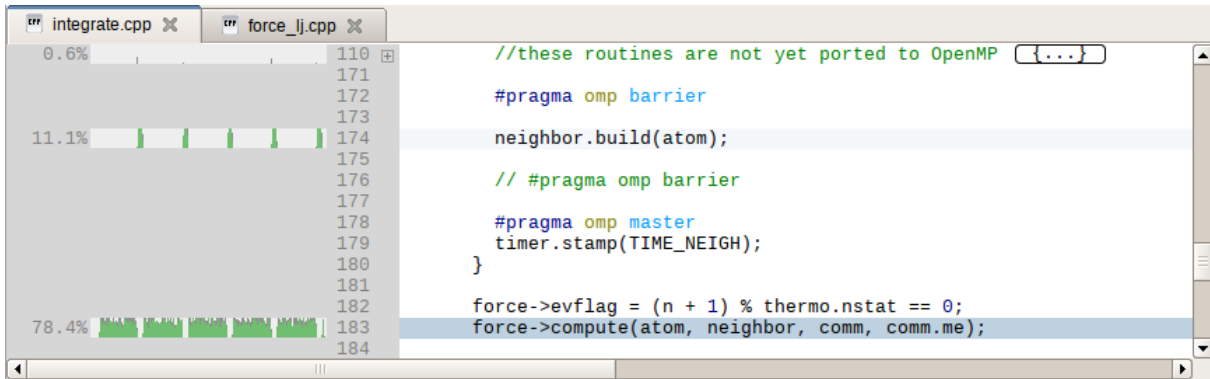 integrate.cpp force_lj.cpp
0.6% 110 //these routines are not yet ported to OpenMP {...}
171
172 #pragma omp barrier
173
11.1% 174 neighbor.build(atom);
175
176 // #pragma omp barrier
177
178 #pragma omp master
179 timer.stamp(TIME_NEIGH);
180 }
181
182 force->evflag = (n + 1) % thermo.nstat == 0;
78.4% 183 force->compute(atom, neighbor, comm, comm.me);
184